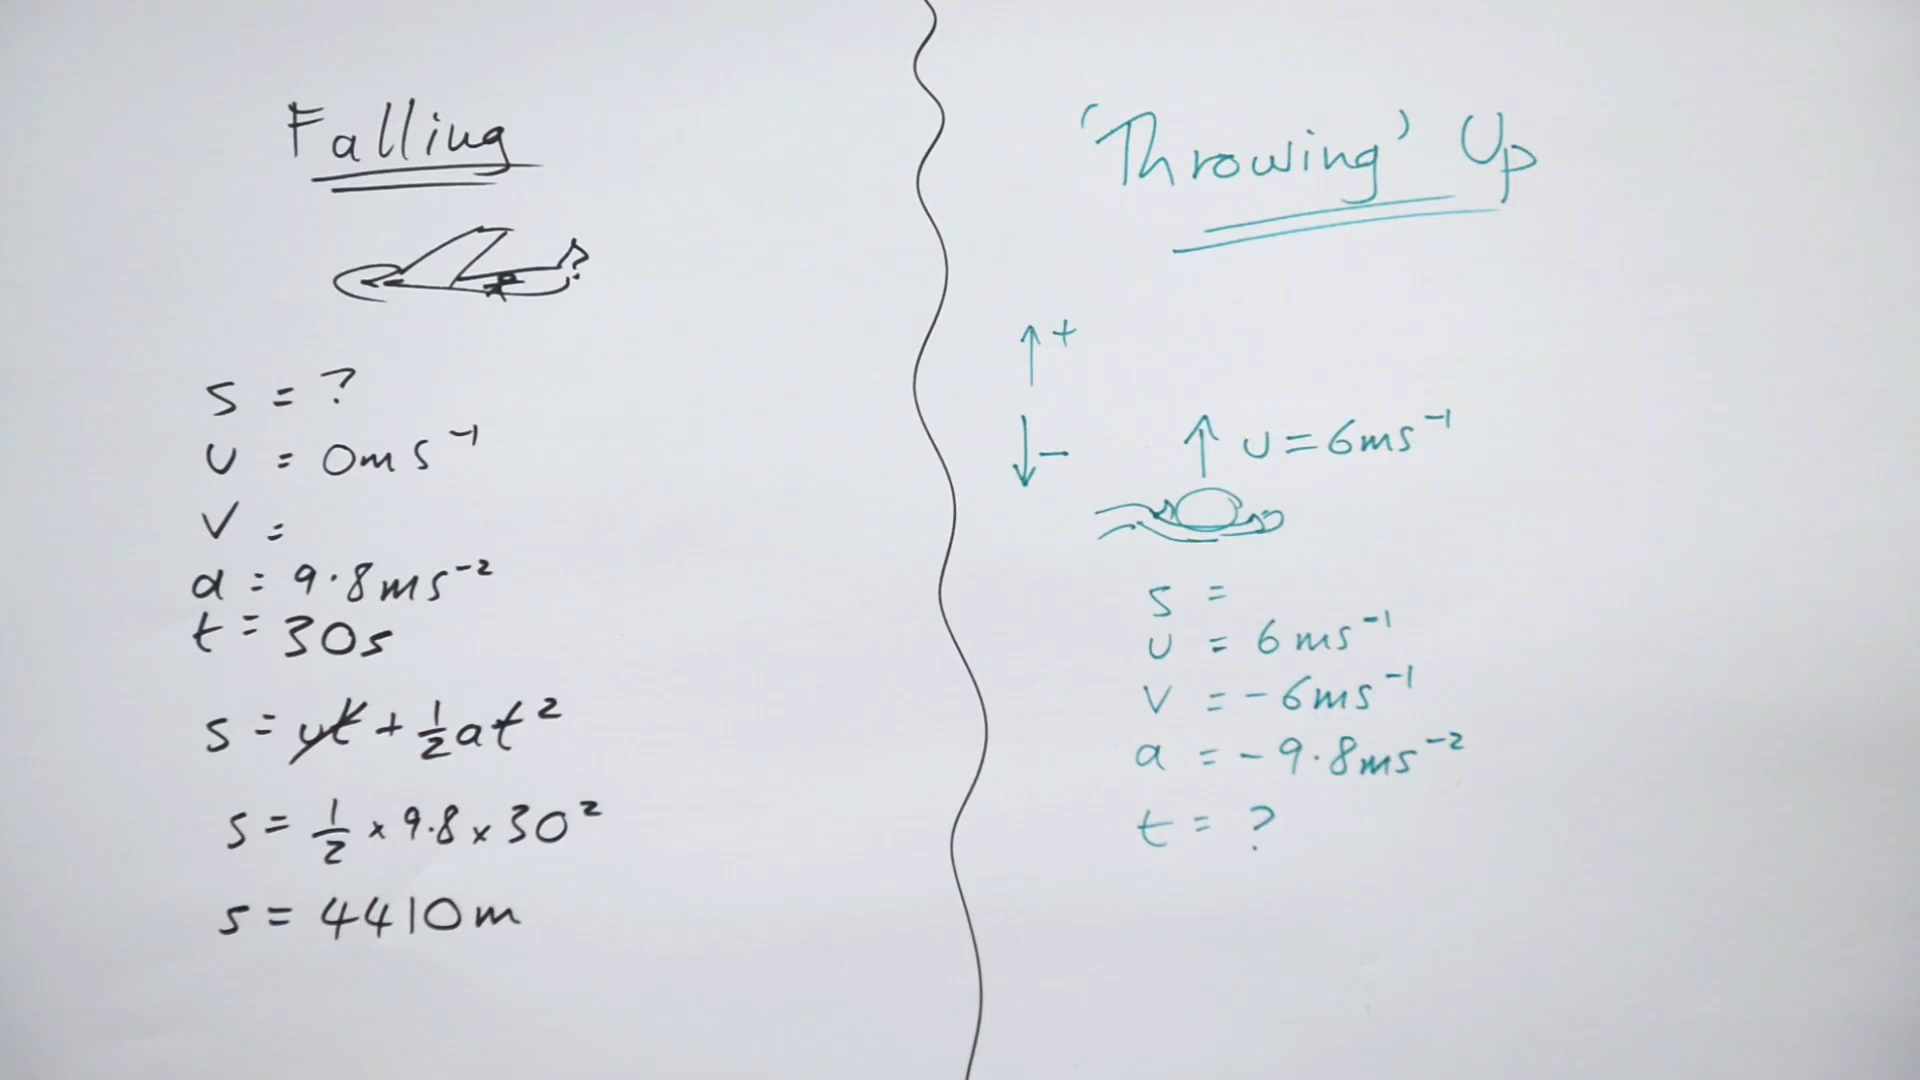 Falling
s = ?
u = 0ms⁻¹
v =
a = 9.8ms⁻²
t = 30s
s = ut + ½at²
s = ½ × 9.8 × 30²
s = 4410m
'Throwing' Up
↑ +
↓ -
↑ u = 6ms⁻¹
s =
u = 6ms⁻¹
v = -6ms⁻¹
a = -9.8ms⁻²
t = ?